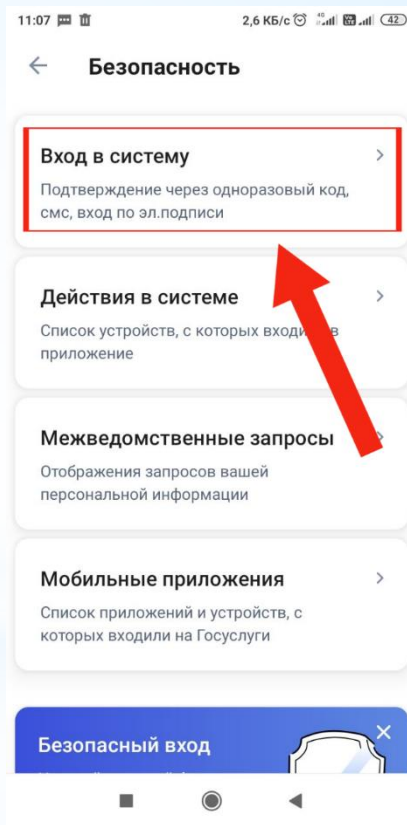 11:07
2,6 КБ/с 4G 42
Безопасность
Вход в систему
Подтверждение через одноразовый код,
смс, вход по эл.подписи
Действия в системе
Список устройств, с которых в
приложение
Межведомственные запросы
Отображения запросов вашей
персональной информации
Мобильные приложения
Список приложений и устройств, с
которых входили на Госуслуги
Безопасный вход